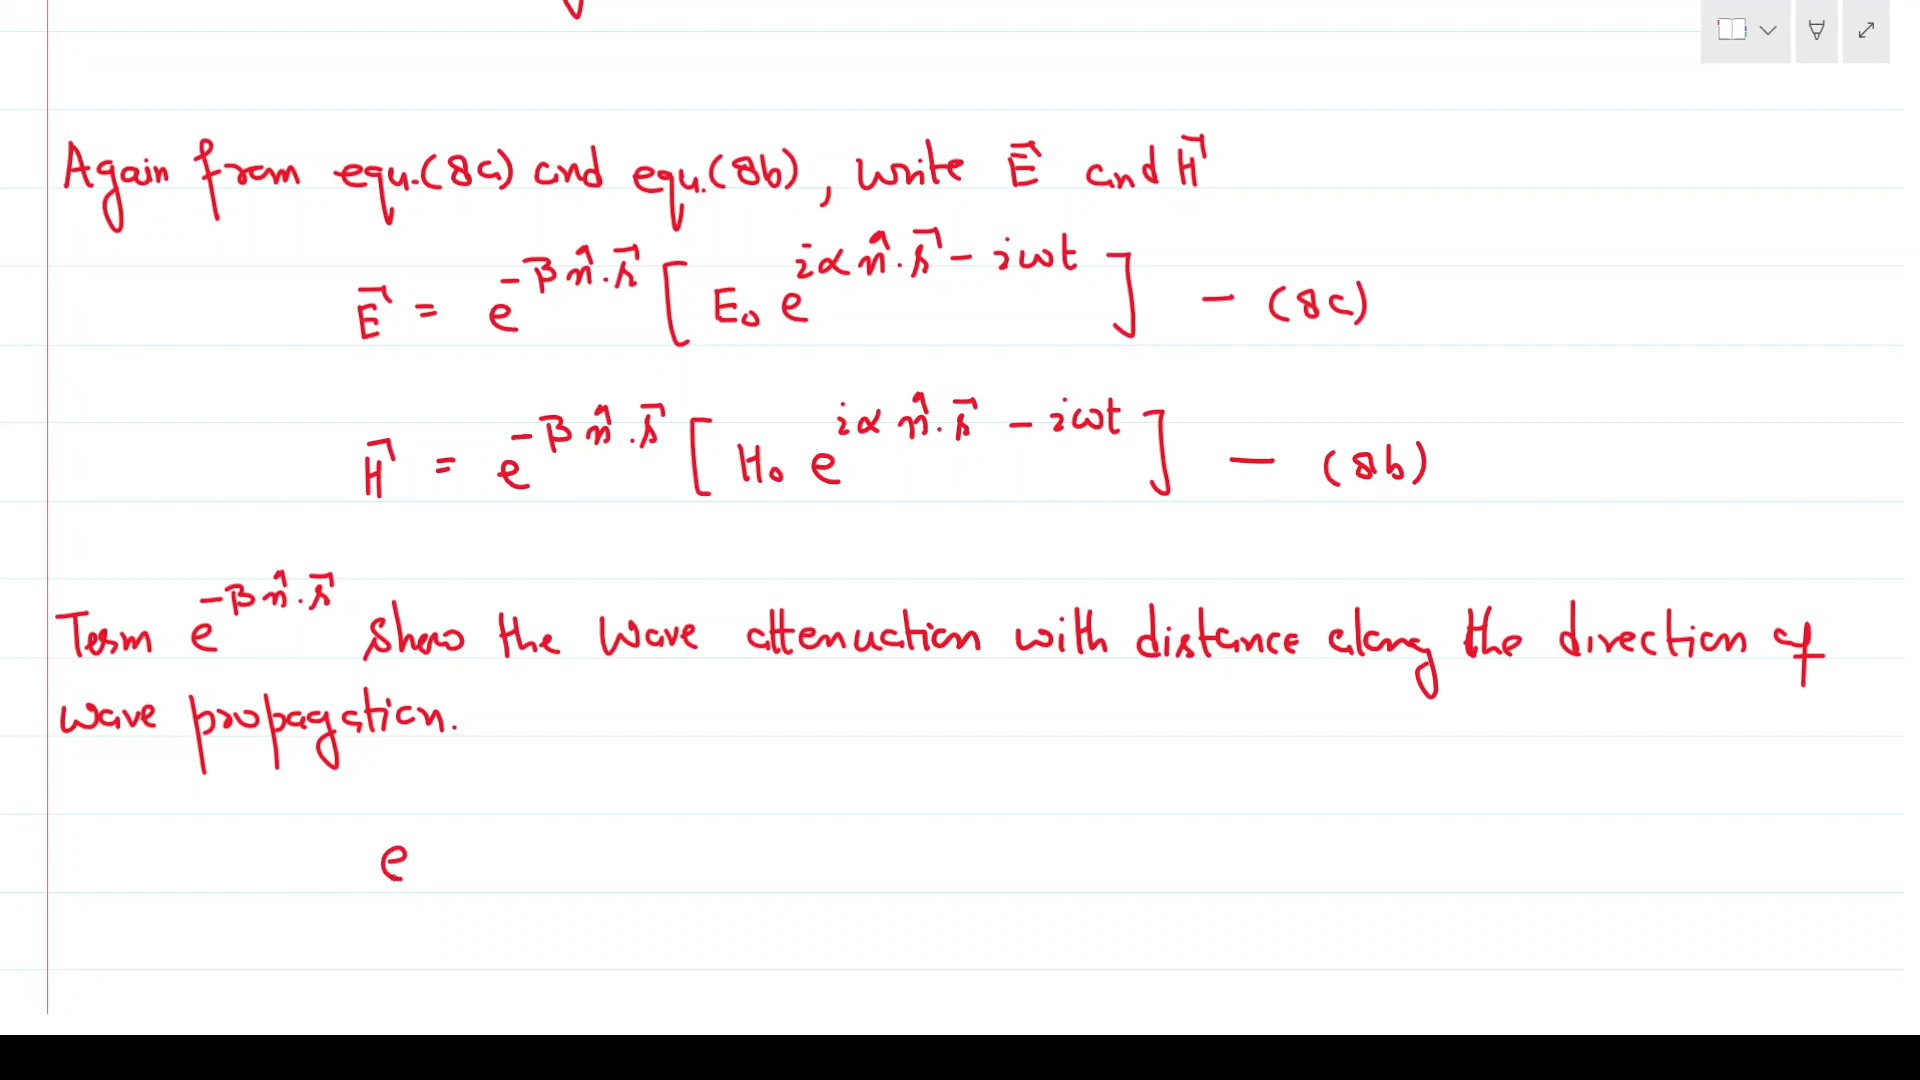 Again from equ.(8a) and equ.(8b), write E⃗ and H⃗
E⃗ = e^{-β n̂.r⃗} [ E₀ e^{iα n̂.r⃗ - iωt} ] - (8c)
H⃗ = e^{-β n̂.r⃗} [ H₀ e^{iα n̂.r⃗ - iωt} ] - (8b)
Term e^{-β n̂.r⃗} show the wave attenuation with distance along the direction of
wave propagation.
e